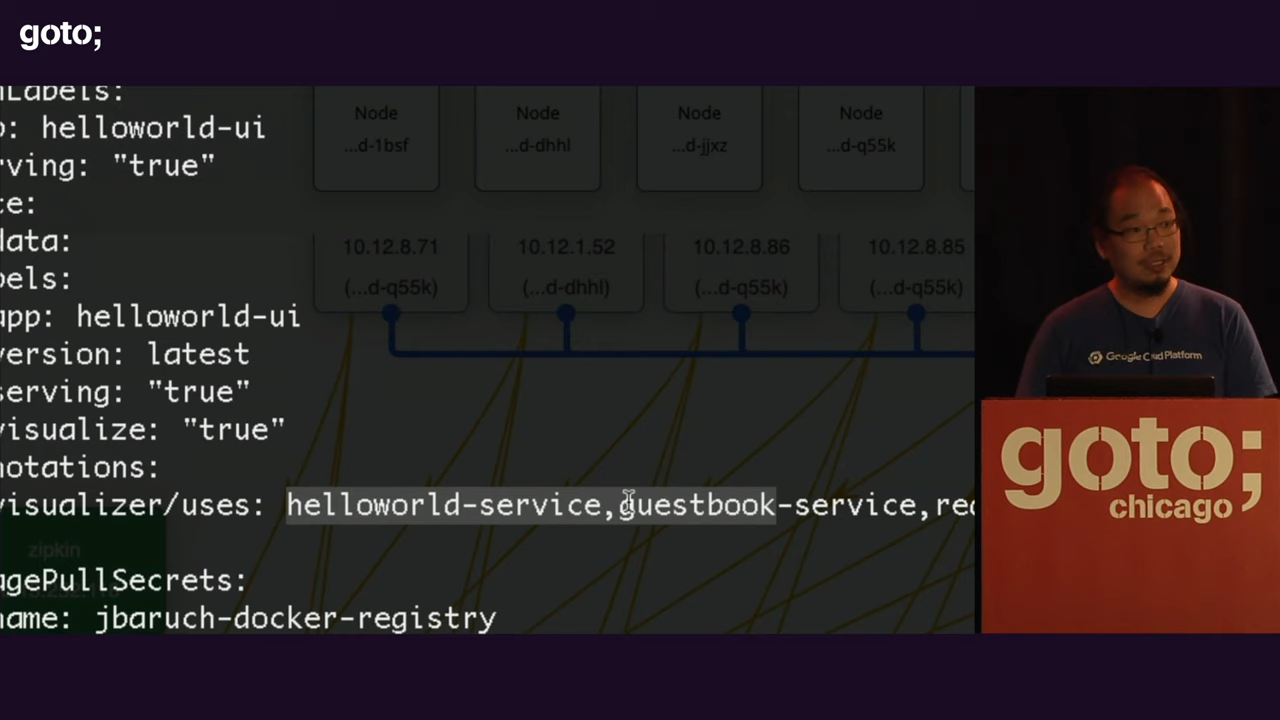 goto;
nLabels:
o: helloworld-ui
rving: "true"
te:
data:
bels:
app: helloworld-ui
version: latest
serving: "true"
visualize: "true"
notations:
visualizer/uses: helloworld-service,guestbook-service,red
agePullSecrets:
name: jbaruch-docker-registry
Node Node Node Node
...d-1bsf ...d-dhhl ...d-jjxz ...d-q55k
10.12.8.71 10.12.1.52 10.12.8.86 10.12.8.85
(...d-q55k) (...d-dhhl) (...d-q55k) (...d-q55k)
zipkin
Google Cloud Platform
goto;
chicago